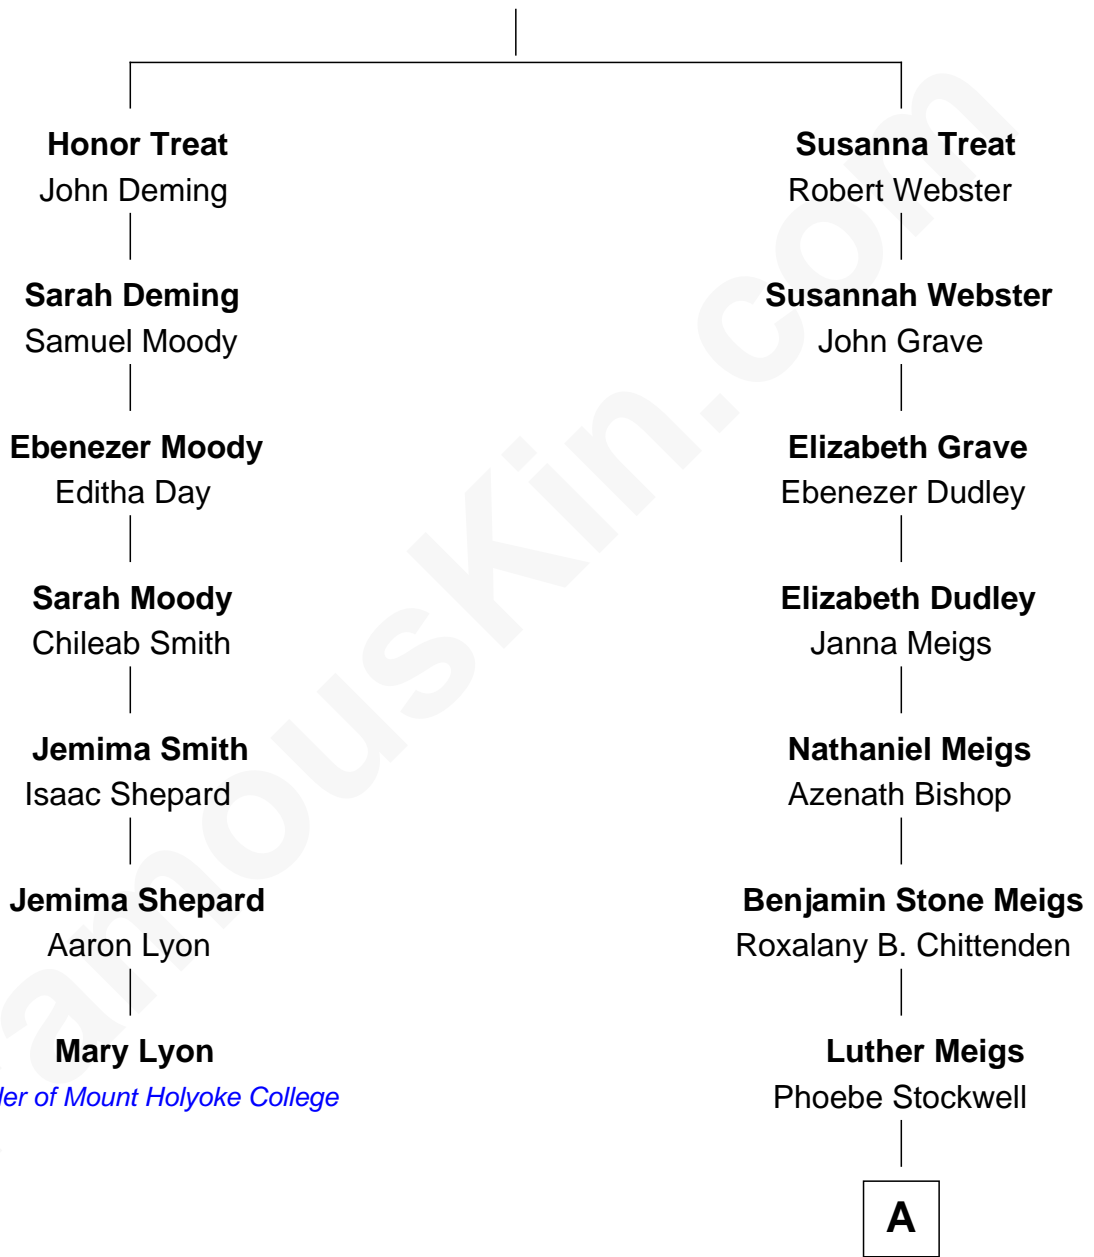 Honor Treat
John Deming
Sarah Deming
Samuel Moody
Ebenezer Moody
Editha Day
Sarah Moody
Chileab Smith
Jemima Smith
Isaac Shepard
Jemima Shepard
Aaron Lyon
Mary Lyon
of Mount Holyoke College
Susanna Treat
Robert Webster
Susannah Webster
John Grave
Elizabeth Grave
Ebenezer Dudley
Elizabeth Dudley
Janna Meigs
Nathaniel Meigs
Azenath Bishop
Benjamin Stone Meigs
Roxalany B. Chittenden
Luther Meigs
Phoebe Stockwell
A
amouskin.com